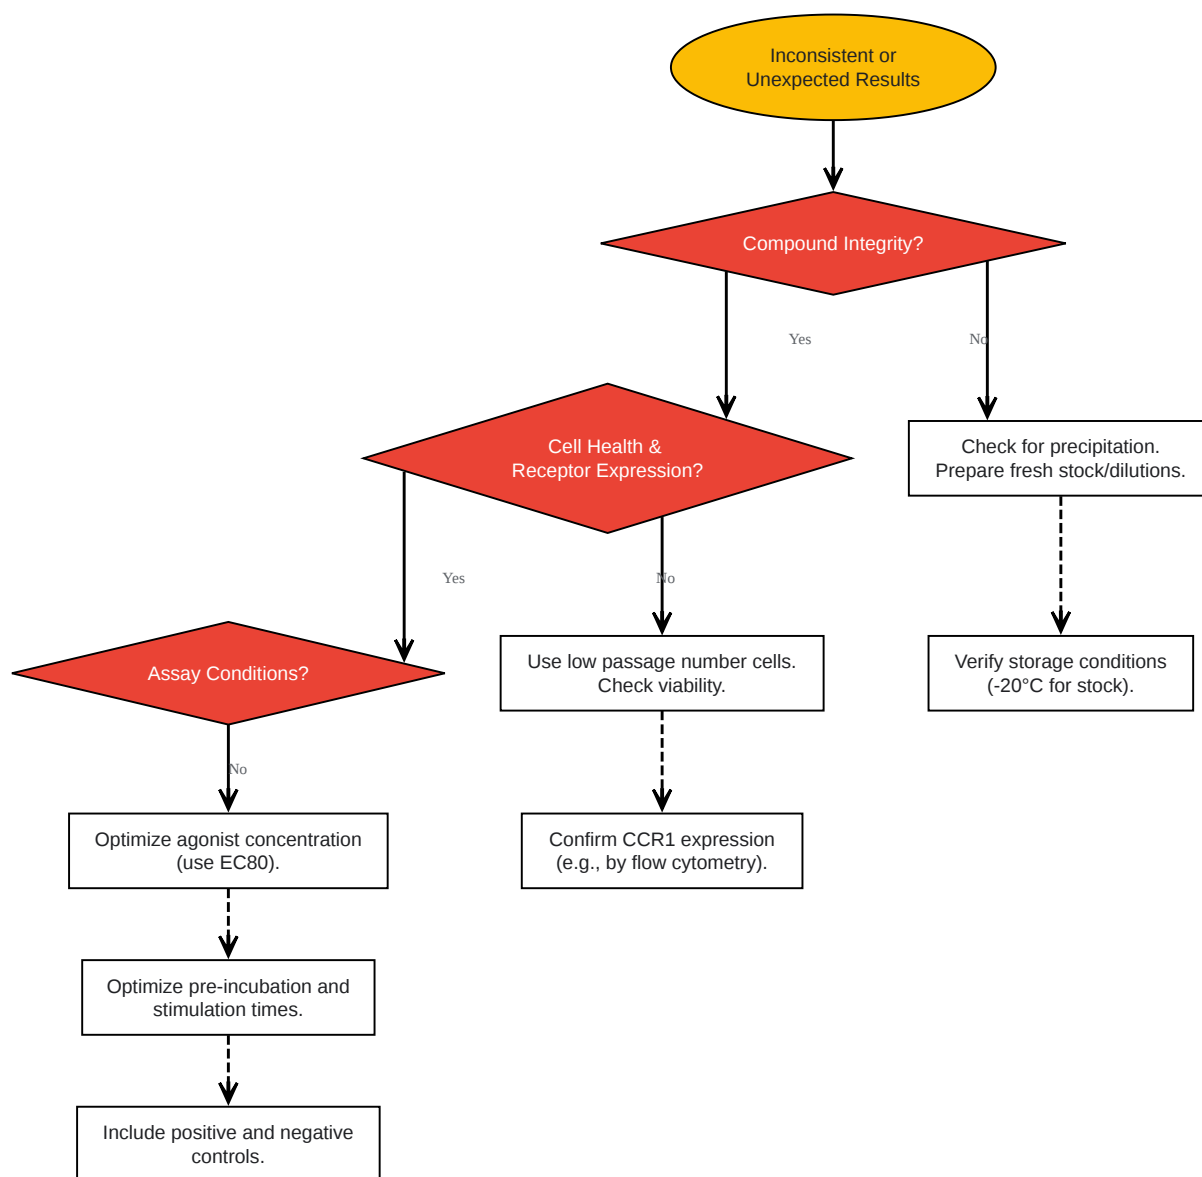 Inconsistent or
Unexpected Results
Compound Integrity?
Yes
No
Cell Health &
Receptor Expression?
Check for precipitation.
Prepare fresh stock/dilutions.
Yes
No
Assay Conditions?
Use low passage number cells.
Check viability.
Verify storage conditions
(-20°C for stock).
No
Optimize agonist concentration
(use EC80).
Confirm CCR1 expression
(e.g., by flow cytometry).
Optimize pre-incubation and
stimulation times.
Include positive and negative
controls.